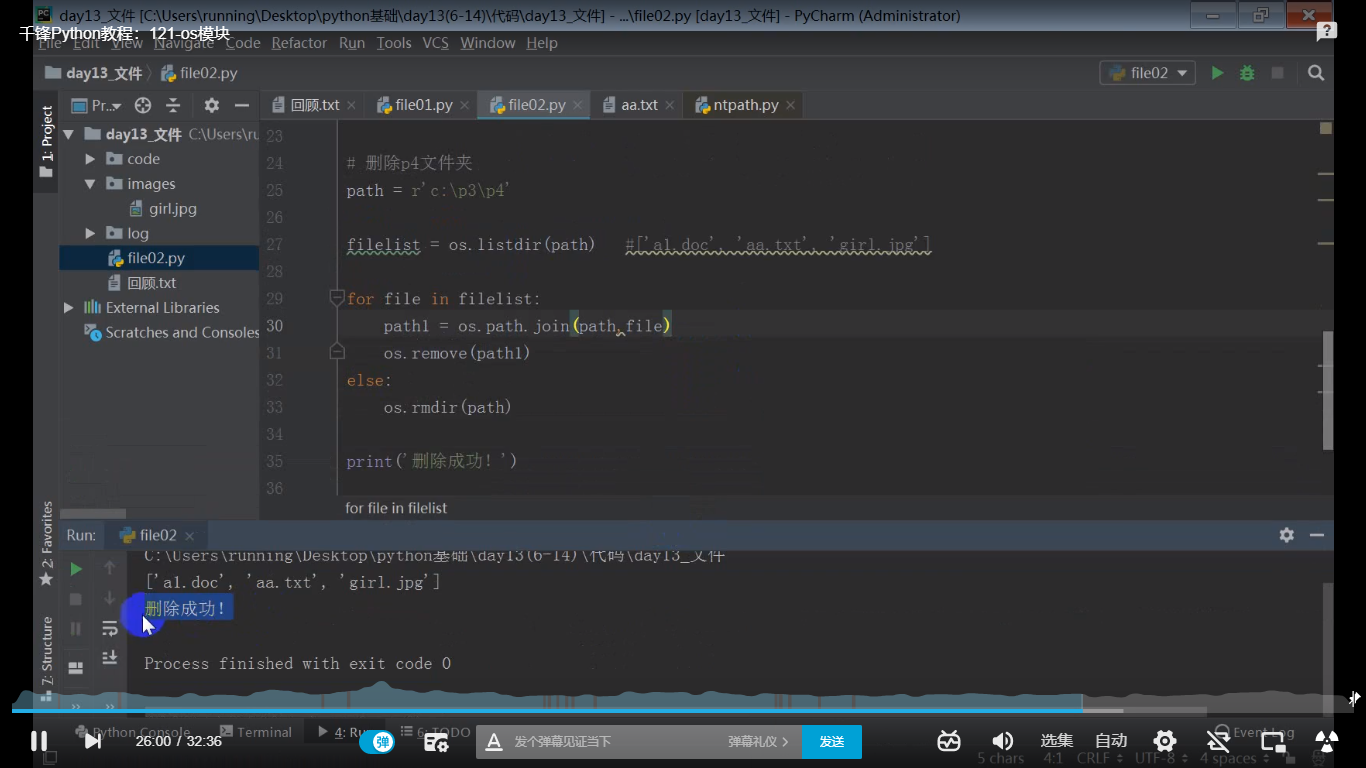 day13_文件 [C:\Users\running\Desktop\python基础\day13(6-14)\代码\day13_文件] - ...\file02.py [day13_文件] - PyCharm (Administrator)
千锋Python教程：121-os模块
File Edit View Navigate Code Refactor Run Tools VCS Window Help
day13_文件 file02.py file02
1: Project
Pr..
回顾.txt file01.py file02.py aa.txt ntpath.py
day13_文件 C:\Users\ru
code
images
girl.jpg
log
file02.py
回顾.txt
External Libraries
Scratches and Consoles
23
24 # 删除p4文件夹
25 path = r'c:\p3\p4'
26
27 filelist = os.listdir(path) #['a1.doc', 'aa.txt', 'girl.jpg']
28
29 for file in filelist:
30 path1 = os.path.join(path,file)
31 os.remove(path1)
32 else:
33 os.rmdir(path)
34
35 print('删除成功！')
36
for file in filelist
2: Favorites
7: Structure
Run: file02
C:\Users\running\Desktop\python基础\day13(6-14)\代码\day13_文件
['a1.doc', 'aa.txt', 'girl.jpg']
删除成功！
Process finished with exit code 0
Python Console Terminal 4: Ru 6: TODO Event Log
26:00 / 32:36 弹 发个弹幕见证当下 弹幕礼仪 > 发送 选集 自动
5 chars 4:1 CRLF UTF-8 4 spaces